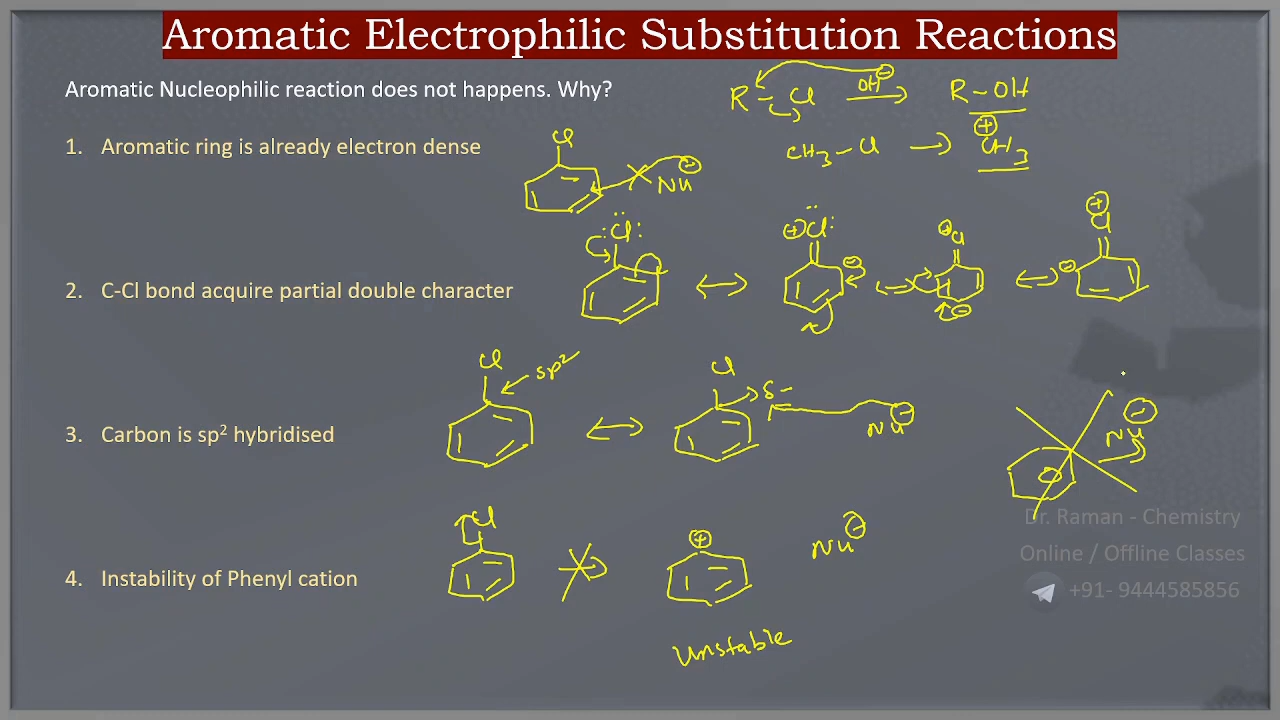 Aromatic Electrophilic Substitution Reactions
Aromatic Nucleophilic reaction does not happens. Why?
R - Cl OH⊖ → R-OH
1. Aromatic ring is already electron dense
Cl
Nu⊖
CH3-Cl → ⊕CH3
2. C-Cl bond acquire partial double character
:Cl: ↔ ⊕Cl: ⊖ ↔ ⊕Cl ⊖ ↔ ⊕Cl ⊖
3. Carbon is sp² hybridised
Cl sp² ↔ Cl δ- Nu⊖
Nu⊖
4. Instability of Phenyl cation
Cl → ⊕ Nu⊖
Unstable
Dr. Raman - Chemistry
Online / Offline Classes
+91- 9444585856